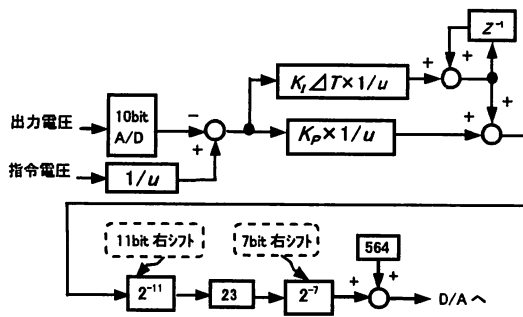 Z⁻¹
K_I ⊿T×1/u
出力電圧
10bit
A/D
K_P×1/u
指令電圧
1/u
11bit 右シフト
7bit 右シフト
564
2⁻¹¹
23
2⁻⁷
D/Aへ